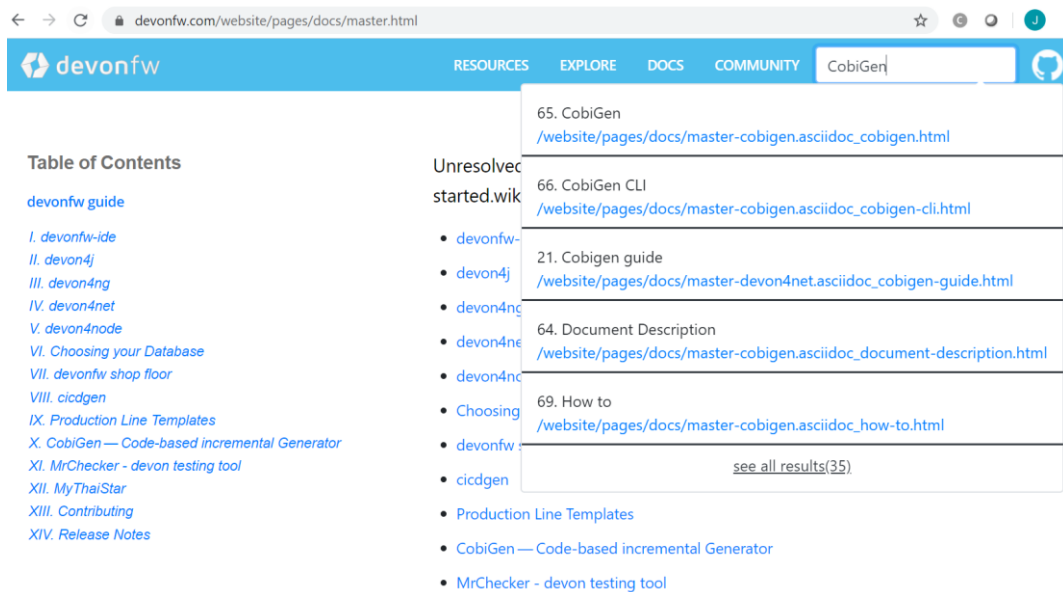 devonfw.com/website/pages/docs/master.html
J
devonfw
RESOURCES
EXPLORE
DOCS
COMMUNITY
CobiGen
65. CobiGen
/website/pages/docs/master-cobigen.asciidoc_cobigen.html
66. CobiGen CLI
/website/pages/docs/master-cobigen.asciidoc_cobigen-cli.html
21. Cobigen guide
/website/pages/docs/master-devon4net.asciidoc_cobigen-guide.html
64. Document Description
/website/pages/docs/master-cobigen.asciidoc_document-description.html
69. How to
/website/pages/docs/master-cobigen.asciidoc_how-to.html
see all results(35)
Table of Contents
devonfw guide
I. devonfw-ide
II. devon4j
III. devon4ng
IV. devon4net
V. devon4node
VI. Choosing your Database
VII. devonfw shop floor
VIII. cicdgen
IX. Production Line Templates
X. CobiGen — Code-based incremental Generator
XI. MrChecker - devon testing tool
XII. MyThaiStar
XIII. Contributing
XIV. Release Notes
Unresolved
started.wik
devonfw-
devon4j
devon4ng
devon4ne
devon4no
Choosing
devonfw s
cicdgen
Production Line Templates
CobiGen — Code-based incremental Generator
MrChecker - devon testing tool